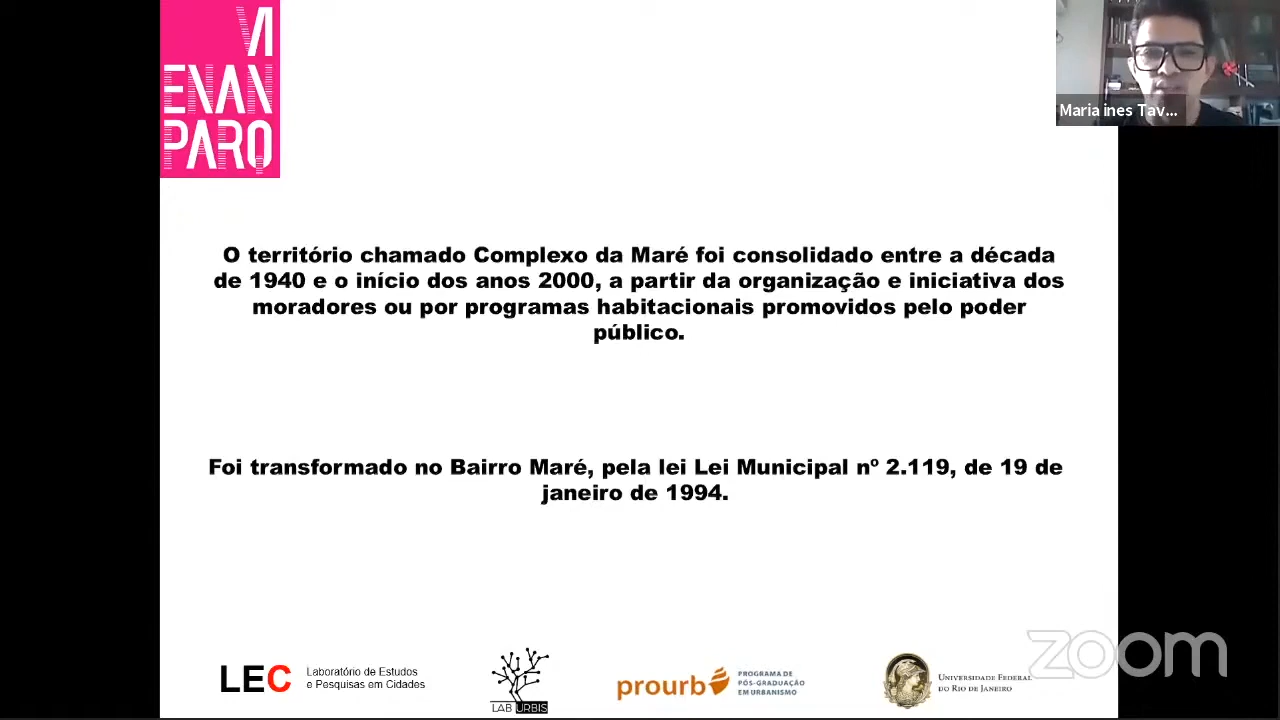 VI
ENAN
PARQ
Maria ines Tav...
O território chamado Complexo da Maré foi consolidado entre a década
de 1940 e o início dos anos 2000, a partir da organização e iniciativa dos
moradores ou por programas habitacionais promovidos pelo poder
público.
Foi transformado no Bairro Maré, pela lei Lei Municipal nº 2.119, de 19 de
janeiro de 1994.
LEC Laboratório de Estudos
e Pesquisas em Cidades
LAB URBIS
prourb PROGRAMA DE
PÓS-GRADUAÇÃO
EM URBANISMO
UNIVERSIDADE FEDERAL
DO RIO DE JANEIRO
zoom